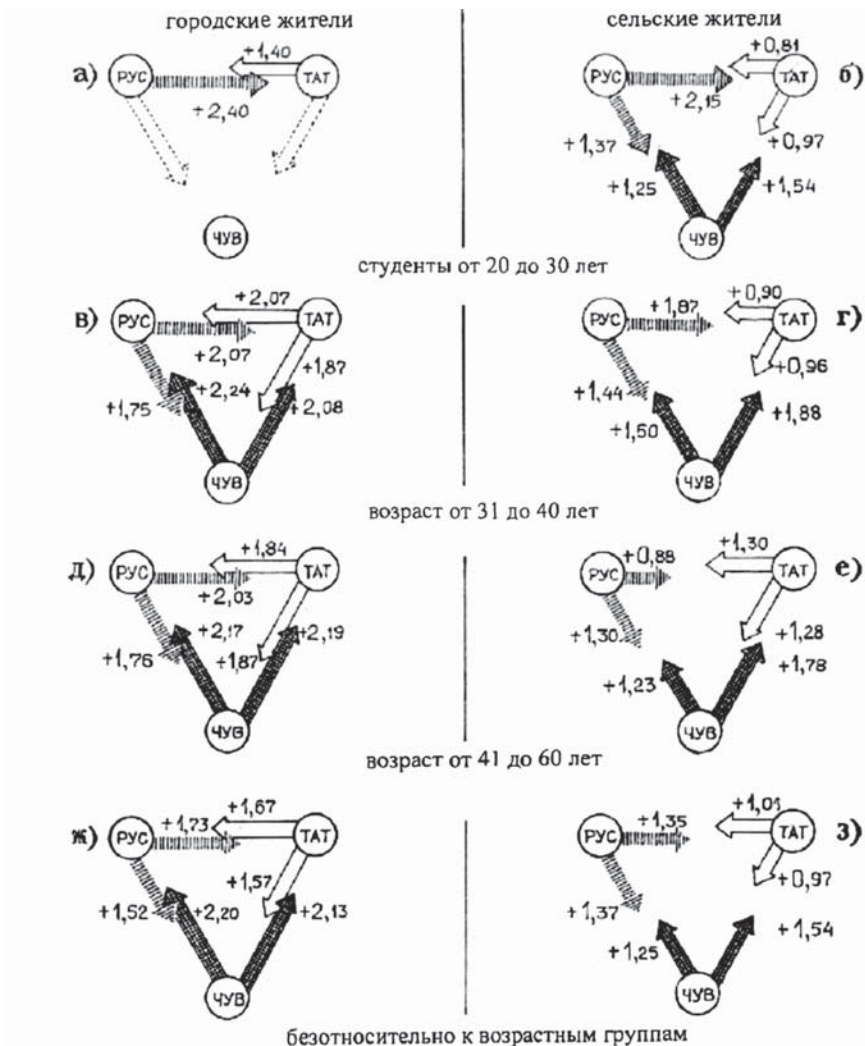 городские жители
сельские жители
а)
РУС
+1,40
ТАТ
+2,40
ЧУВ
РУС
+0,81
ТАТ
б)
+2,15
+1,37
+0,97
+1,25
+1,54
ЧУВ
студенты от 20 до 30 лет
в)
РУС
+2,07
ТАТ
+2,07
+1,87
+2,24
+1,75
+2,08
ЧУВ
РУС
+1,87
+0,90
ТАТ
г)
+0,96
+1,44
+1,50
+1,88
ЧУВ
возраст от 31 до 40 лет
д)
РУС
+1,84
ТАТ
+2,03
+2,17
+2,19
+1,76
+1,87
ЧУВ
РУС
+0,88
+1,30
ТАТ
е)
+1,30
+1,28
+1,23
+1,78
ЧУВ
возраст от 41 до 60 лет
ж)
РУС
+1,73
+1,67
ТАТ
+1,57
+1,52
+2,20
+2,13
ЧУВ
РУС
+1,35
+1,01
ТАТ
з)
+1,37
+0,97
+1,25
+1,54
ЧУВ
безотносительно к возрастным группам